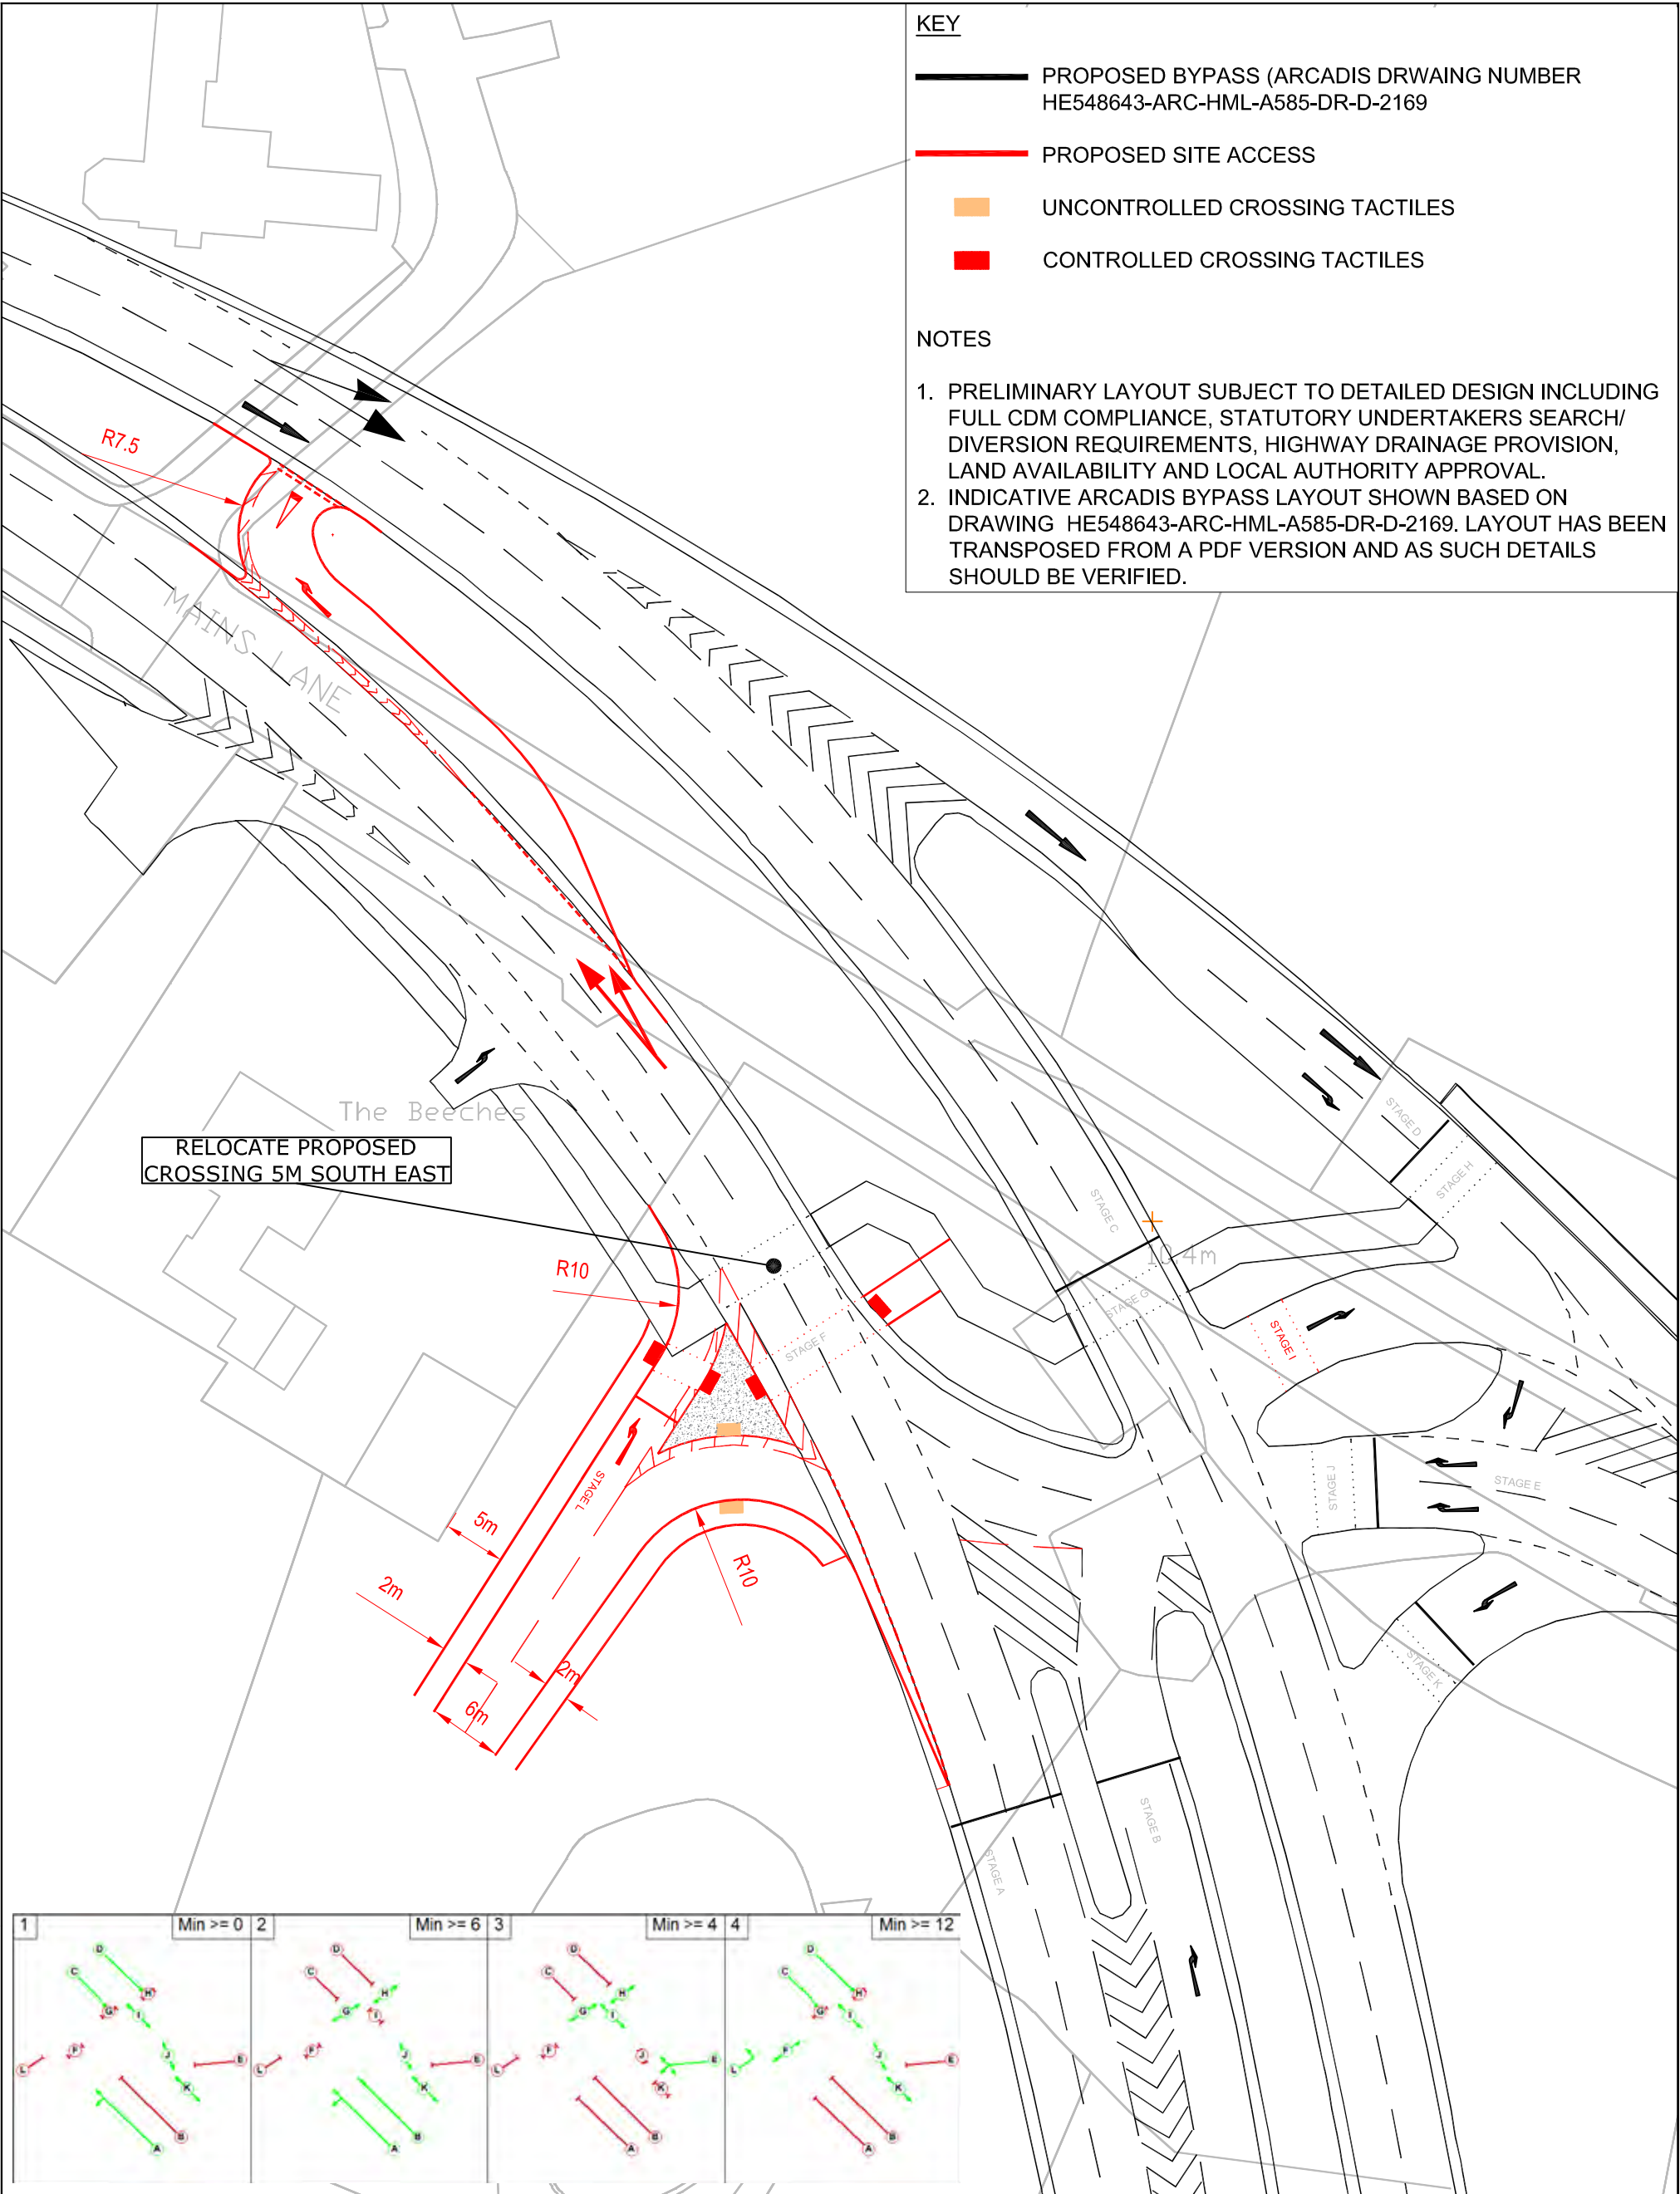 KEY
PROPOSED BYPASS (ARCADIS DRWAING NUMBER
HE548643-ARC-HML-A585-DR-D-2169
PROPOSED SITE ACCESS
UNCONTROLLED CROSSING TACTILES
CONTROLLED CROSSING TACTILES
NOTES
1. PRELIMINARY LAYOUT SUBJECT TO DETAILED DESIGN INCLUDING
FULL CDM COMPLIANCE, STATUTORY UNDERTAKERS SEARCH/
DIVERSION REQUIREMENTS, HIGHWAY DRAINAGE PROVISION,
LAND AVAILABILITY AND LOCAL AUTHORITY APPROVAL.
2. INDICATIVE ARCADIS BYPASS LAYOUT SHOWN BASED ON
DRAWING HE548643-ARC-HML-A585-DR-D-2169. LAYOUT HAS BEEN
TRANSPOSED FROM A PDF VERSION AND AS SUCH DETAILS
SHOULD BE VERIFIED.
R7.5
MAINS LANE
The Beeches
RELOCATE PROPOSED
CROSSING 5M SOUTH EAST
STAGE D
STAGE H
STAGE C
10.4m
STAGE G
R10
STAGE I
STAGE F
STAGE J
STAGE E
STAGE L
5m
R10
2m
2m
6m
STAGE K
STAGE B
STAGE A
1
Min >= 0
2
Min >= 6
3
Min >= 4
4
Min >= 12
D
C
H
G
I
F
L
J
E
K
B
A
D
C
H
G
I
F
L
J
E
K
B
A
D
C
H
G
I
F
L
J
E
K
B
A
D
C
H
G
I
F
L
J
E
K
B
A